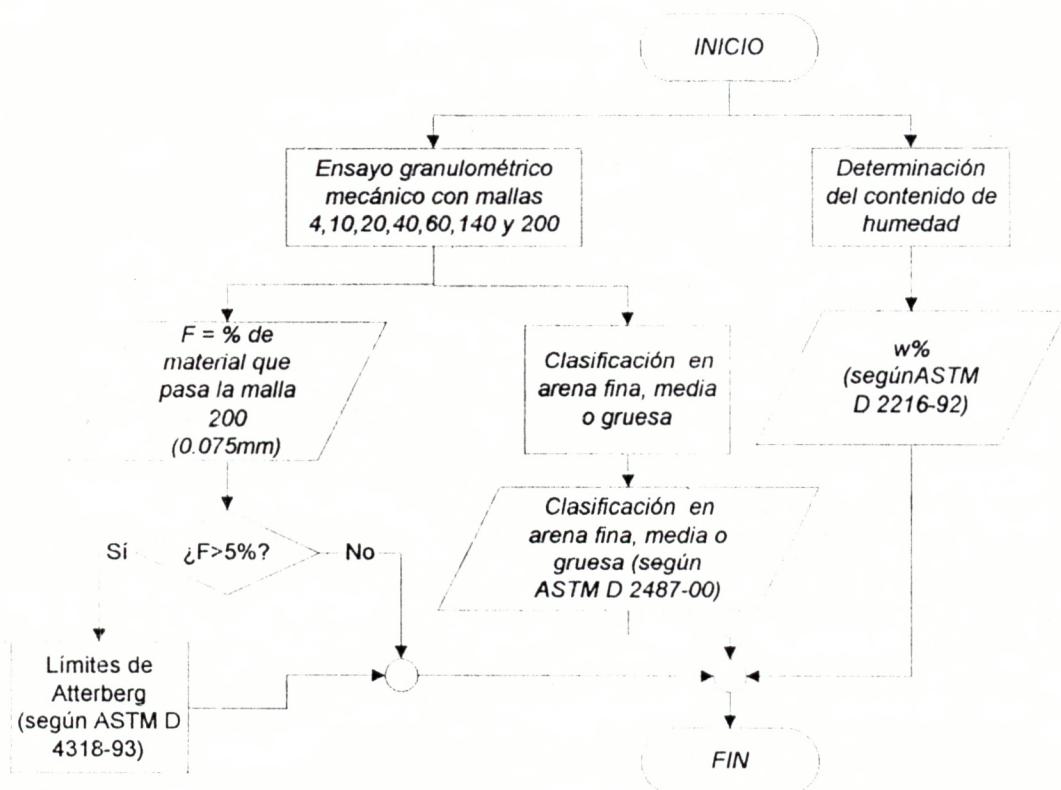 INICIO
Ensayo granulométrico
mecánico con mallas
4,10,20,40,60,140 y 200
Determinación
del contenido de
humedad
F = % de
material que
pasa la malla
200
(0.075mm)
Clasificación en
arena fina, media
o gruesa
w%
(segúnASTM
D 2216-92)
Clasificación en
arena fina, media o
gruesa (según
ASTM D 2487-00)
Sí
¿F>5%?
No
Límites de
Atterberg
(según ASTM D
4318-93)
FIN